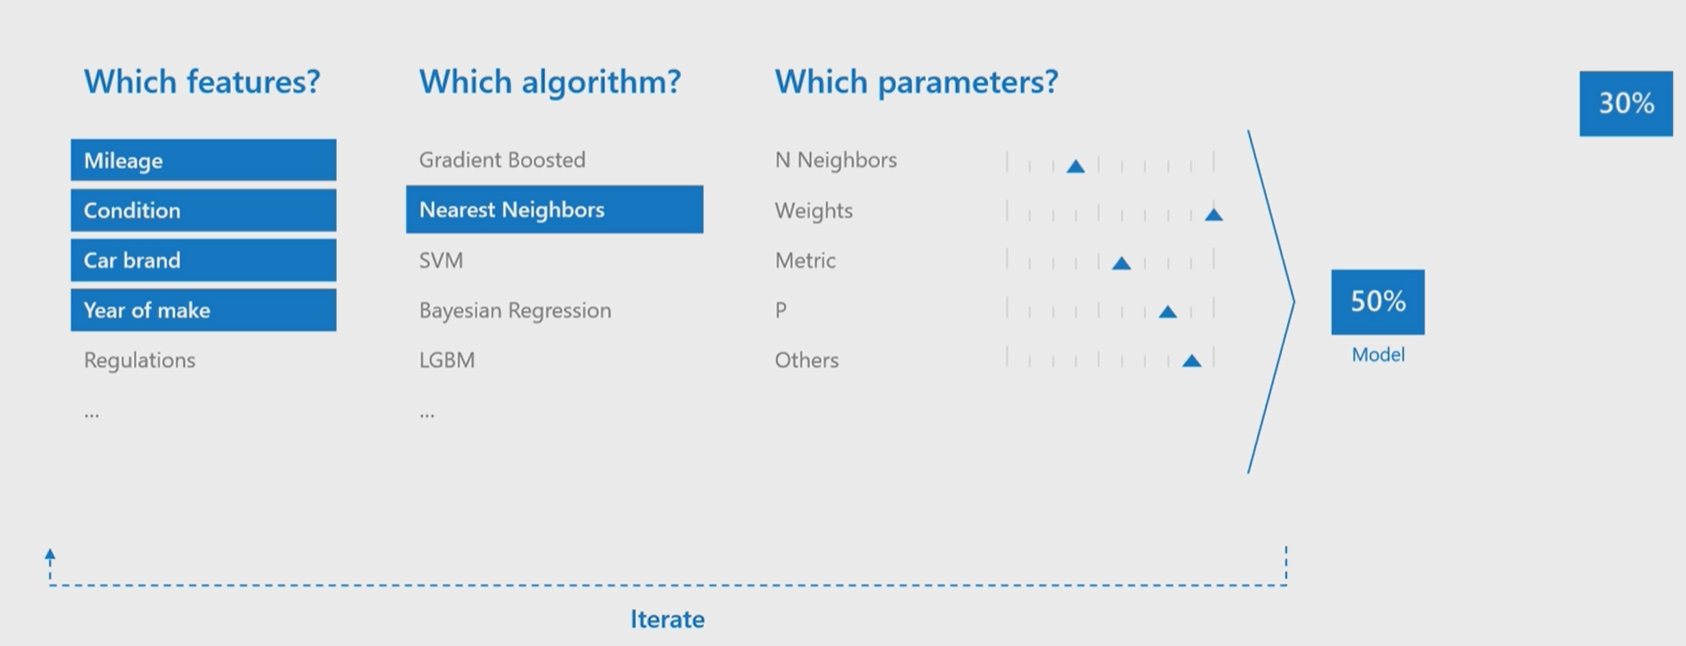 Which features?
Mileage
Condition
Car brand
Year of make
Regulations
...
Which algorithm?
Gradient Boosted
Nearest Neighbors
SVM
Bayesian Regression
LGBM
...
Which parameters?
N Neighbors
Weights
Metric
P
Others
50%
Model
30%
Iterate